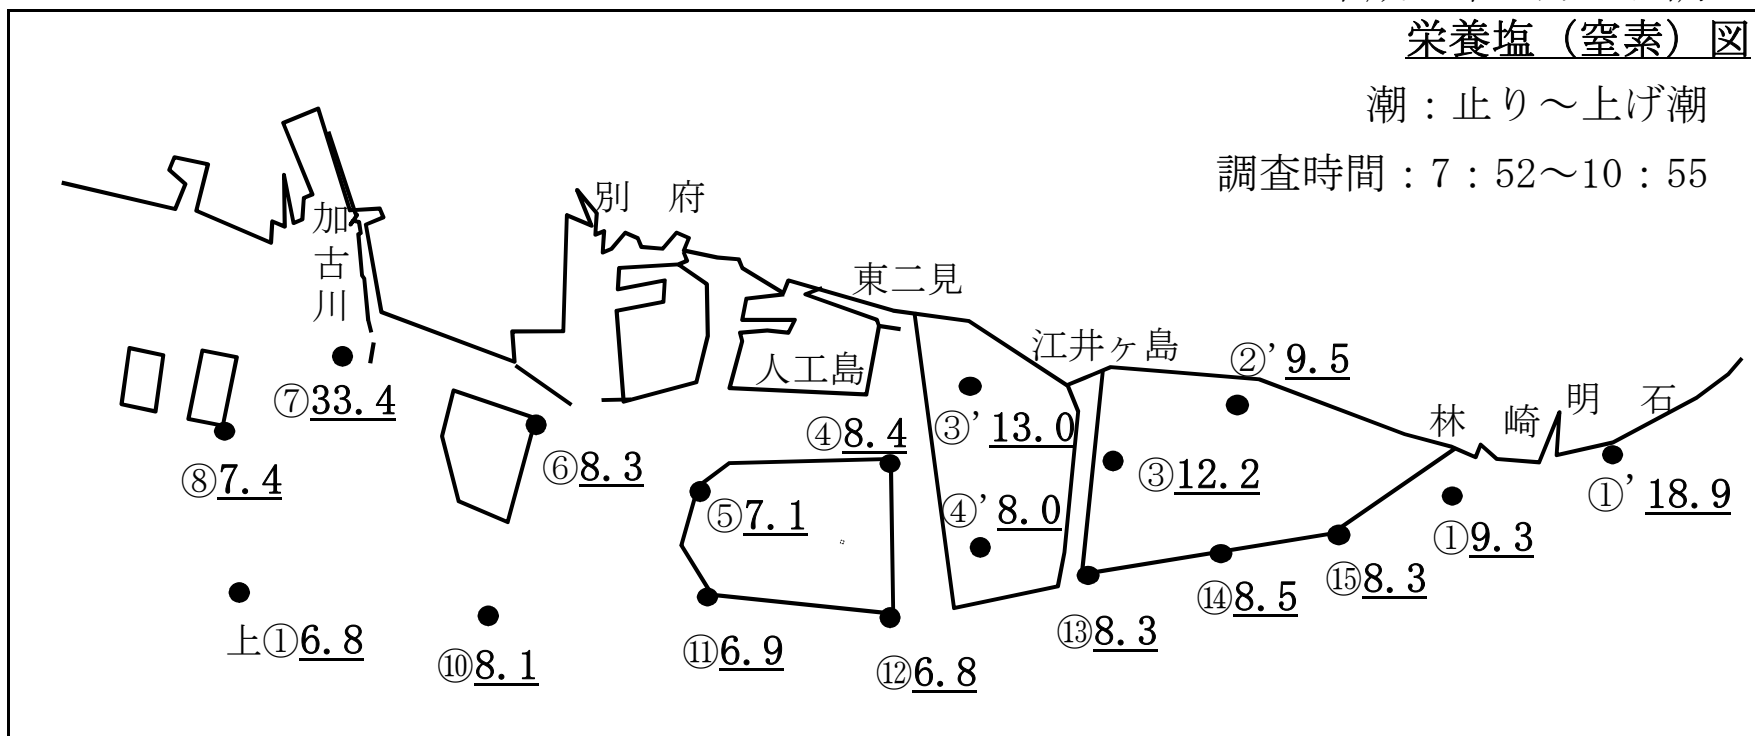 栄養塩（窒素）図
潮：止り～上げ潮
調査時間：7：52～10：55
別 府
加古川
東二見
江井ヶ島
②’9.5
人工島
林 崎
明 石
⑦33.4
④8.4
③’13.0
⑧7.4
⑥8.3
③12.2
①’18.9
⑤7.1
④’8.0
①9.3
⑭8.5
⑮8.3
上①6.8
⑩8.1
⑪6.9
⑫6.8
⑬8.3